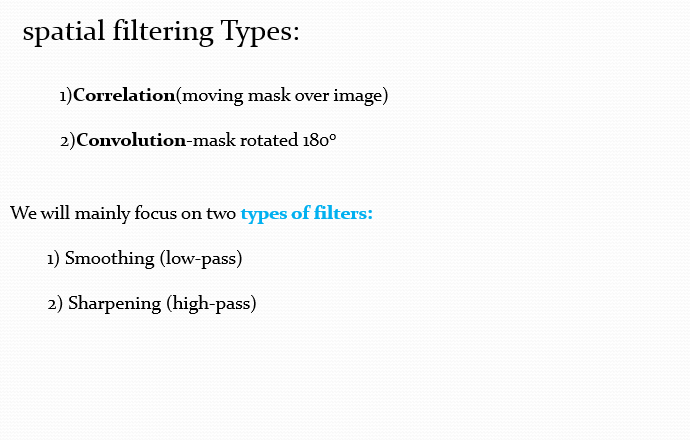 spatial filtering Types:
1)Correlation(moving mask over image)
2)Convolution-mask rotated 180°
We will mainly focus on two types of filters:
1) Smoothing (low-pass)
2) Sharpening (high-pass)